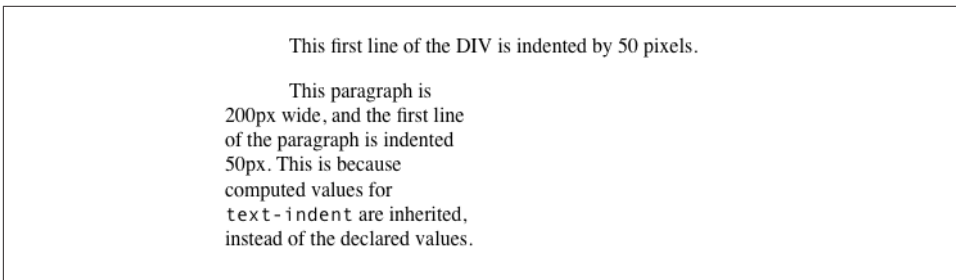 This first line of the DIV is indented by 50 pixels.
This paragraph is
200px wide, and the first line
of the paragraph is indented
50px. This is because
computed values for
text-indent are inherited,
instead of the declared values.